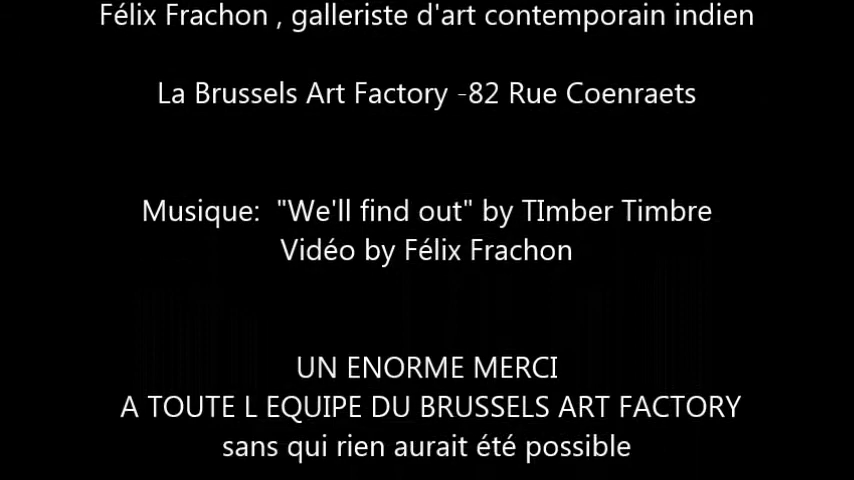 Félix Frachon , galleriste d'art contemporain indien
La Brussels Art Factory -82 Rue Coenraets
Musique:  "We'll find out" by TImber Timbre
Vidéo by Félix Frachon
UN ENORME MERCI
A TOUTE L EQUIPE DU BRUSSELS ART FACTORY
sans qui rien aurait été possible